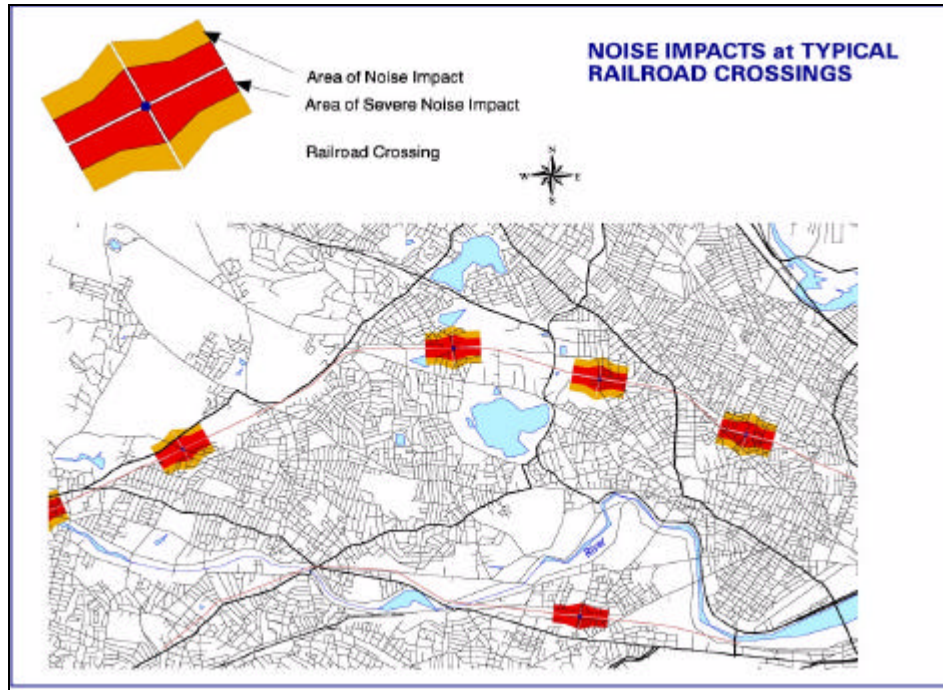 NOISE IMPACTS at TYPICAL
RAILROAD CROSSINGS
Area of Noise Impact
Area of Severe Noise Impact
Railroad Crossing
N
W E
S
River